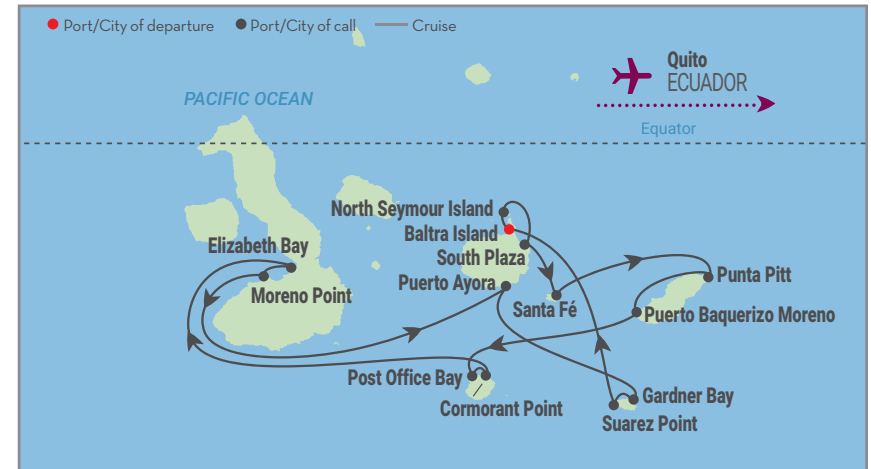 Port/City of departure
Port/City of call
Cruise
Quito
ECUADOR
PACIFIC OCEAN
Equator
North Seymour Island
Baltra Island
Elizabeth Bay
South Plaza
Puerto Ayora
Punta Pitt
Moreno Point
Santa Fé
Puerto Baquerizo Moreno
Post Office Bay
Gardner Bay
Cormorant Point
Suarez Point